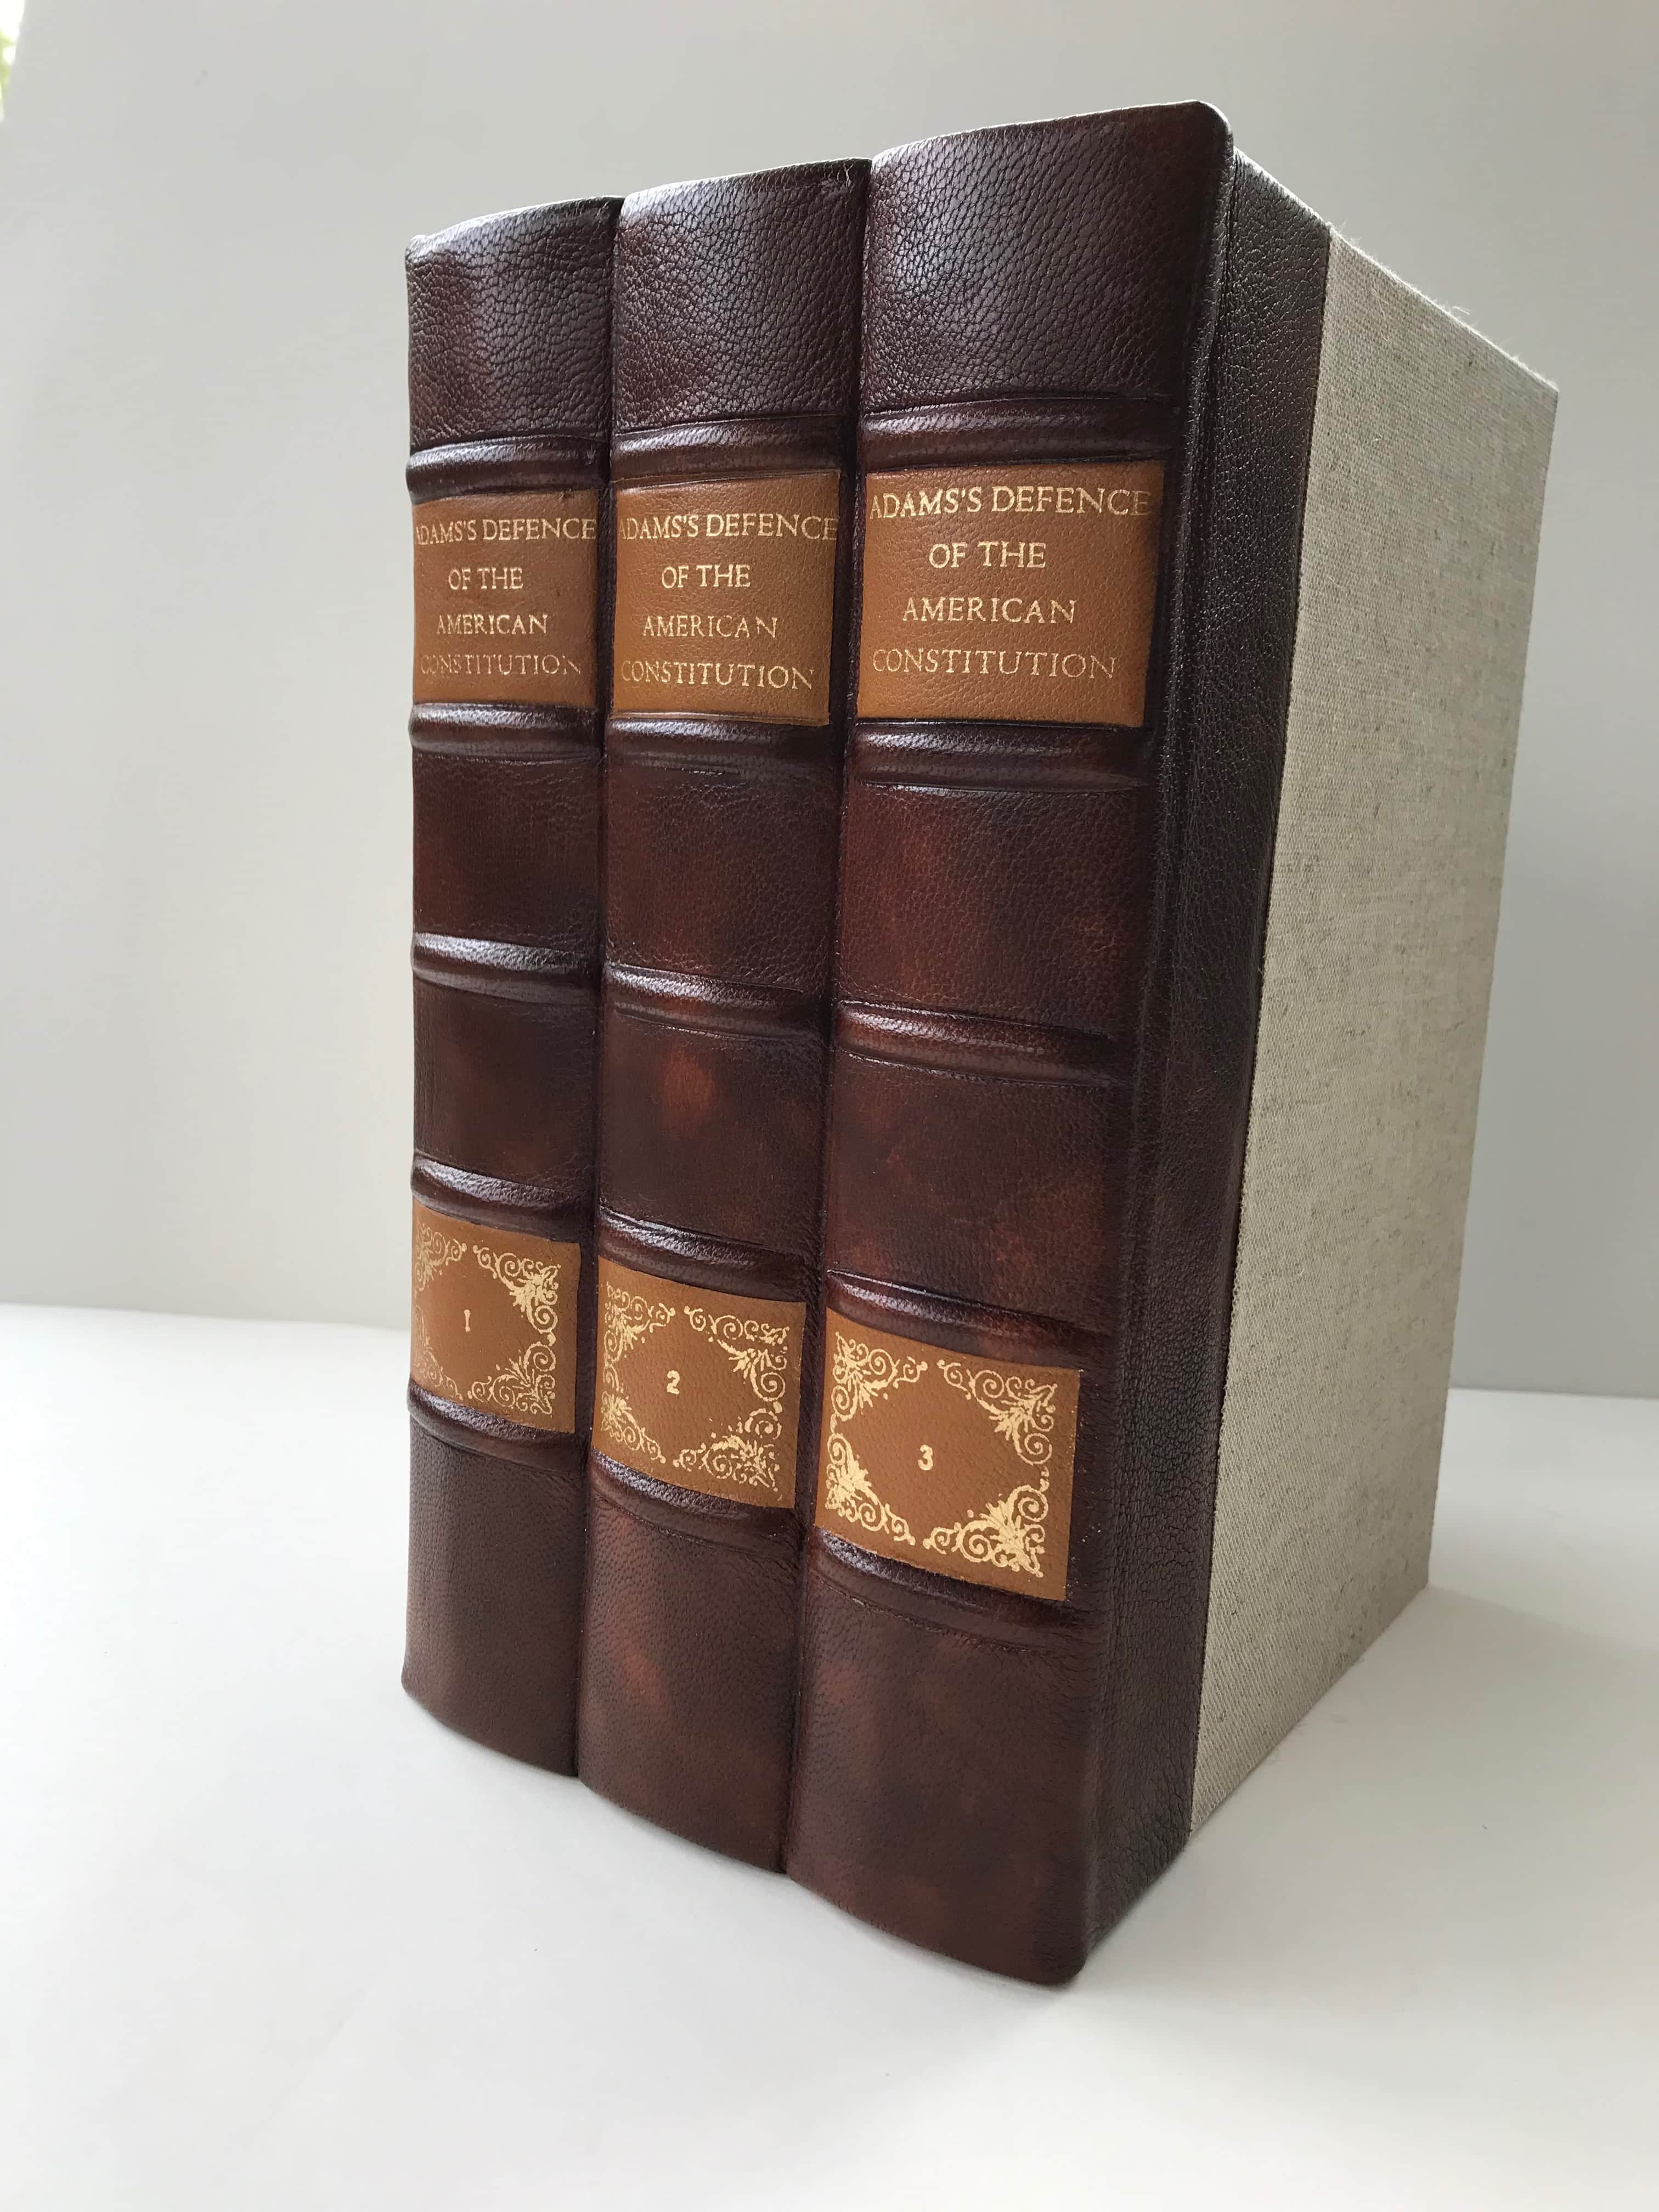 ADAMS'S DEFENCE
OF THE
AMERICAN
CONSTITUTION
1
ADAMS'S DEFENCE
OF THE
AMERICAN
CONSTITUTION
2
ADAMS'S DEFENCE
OF THE
AMERICAN
CONSTITUTION
3